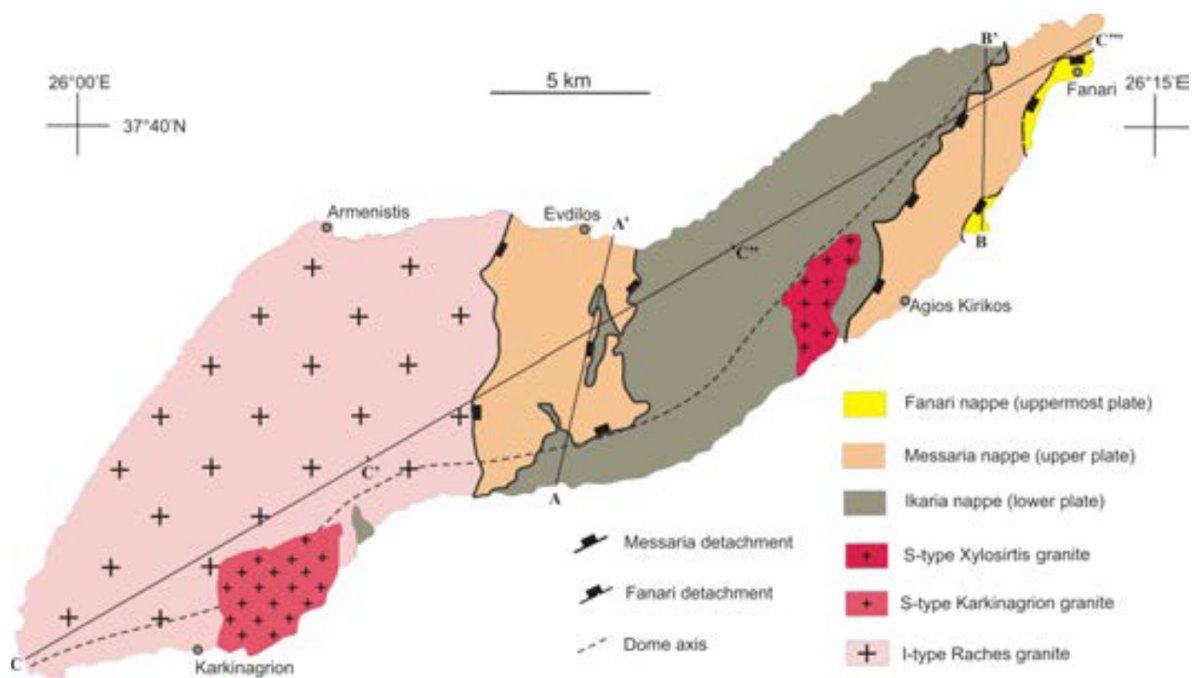 B'
C'''
26°00'E
5 km
Fanari
26°15'E
37°40'N
Armenistis
Evdilos
A'
C''
B
Agios Kirikos
Fanari nappe (uppermost plate)
Messaria nappe (upper plate)
C'
A
Ikaria nappe (lower plate)
Messaria detachment
S-type Xylosirtis granite
Fanari detachment
S-type Karkinagrion granite
Dome axis
I-type Raches granite
C
Karkinagrion